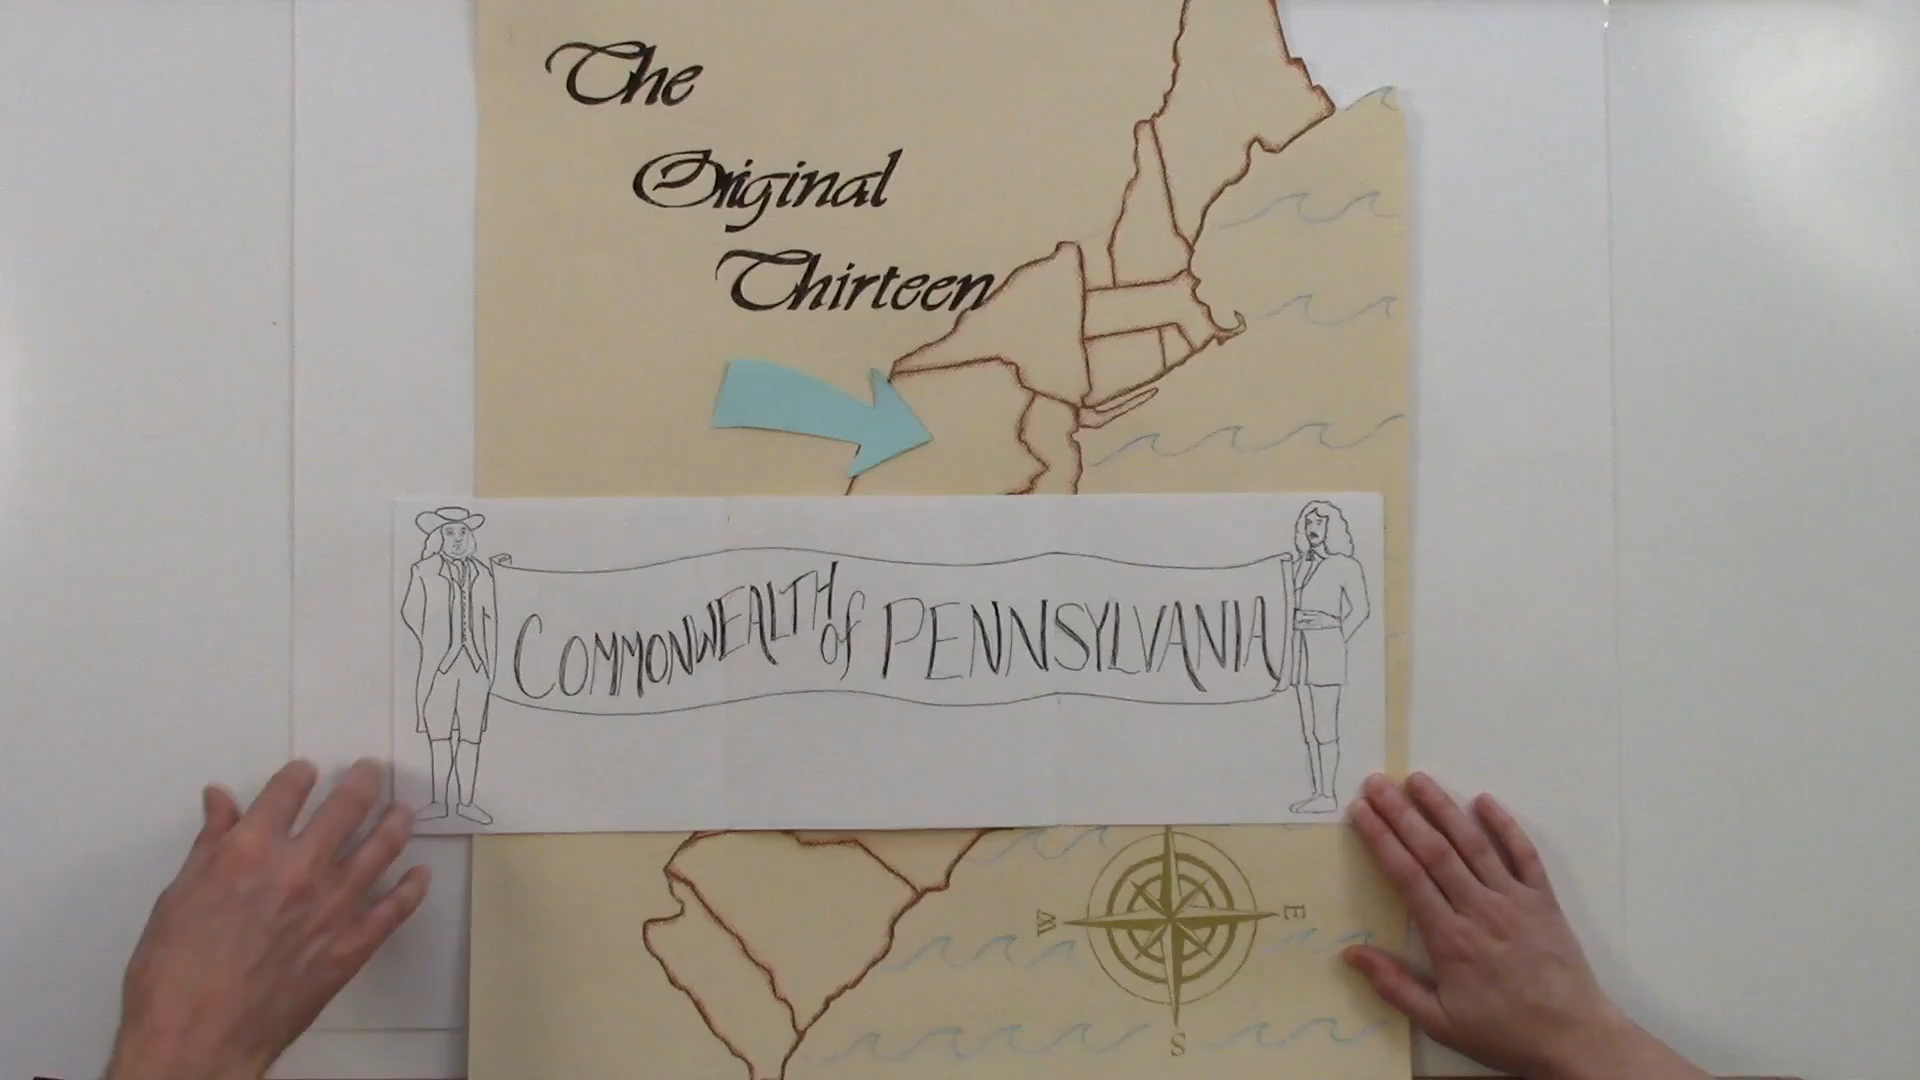 The
Original
Thirteen
COMMONWEALTH of PENNSYLVANIA
W
E
S